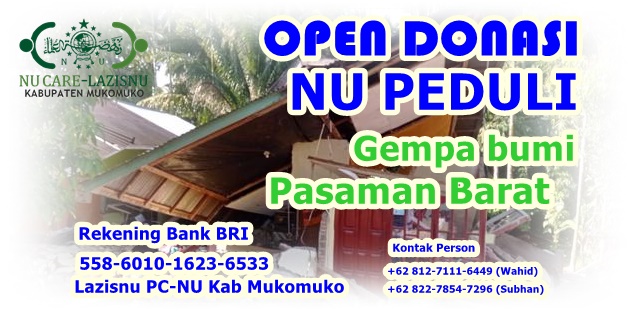 OPEN DONASI
NU PEDULI
N U
NU CARE-LAZISNU
KABUPATEN MUKOMUKO
Gempa bumi
Pasaman Barat
Rekening Bank BRI
558-6010-1623-6533
Lazisnu PC-NU Kab Mukomuko
Kontak Person
+62 812-7111-6449 (Wahid)
+62 822-7854-7296 (Subhan)